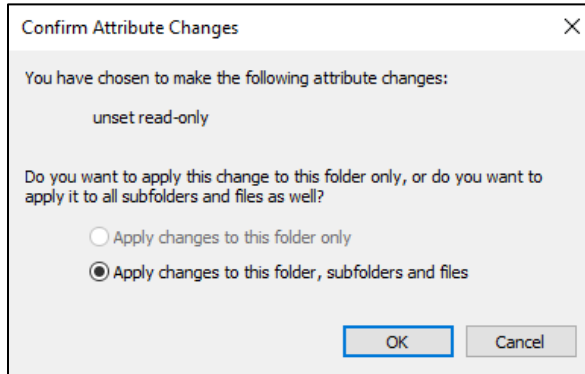 Confirm Attribute Changes
You have chosen to make the following attribute changes:
unset read-only
Do you want to apply this change to this folder only, or do you want to
apply it to all subfolders and files as well?
Apply changes to this folder only
Apply changes to this folder, subfolders and files
OK Cancel